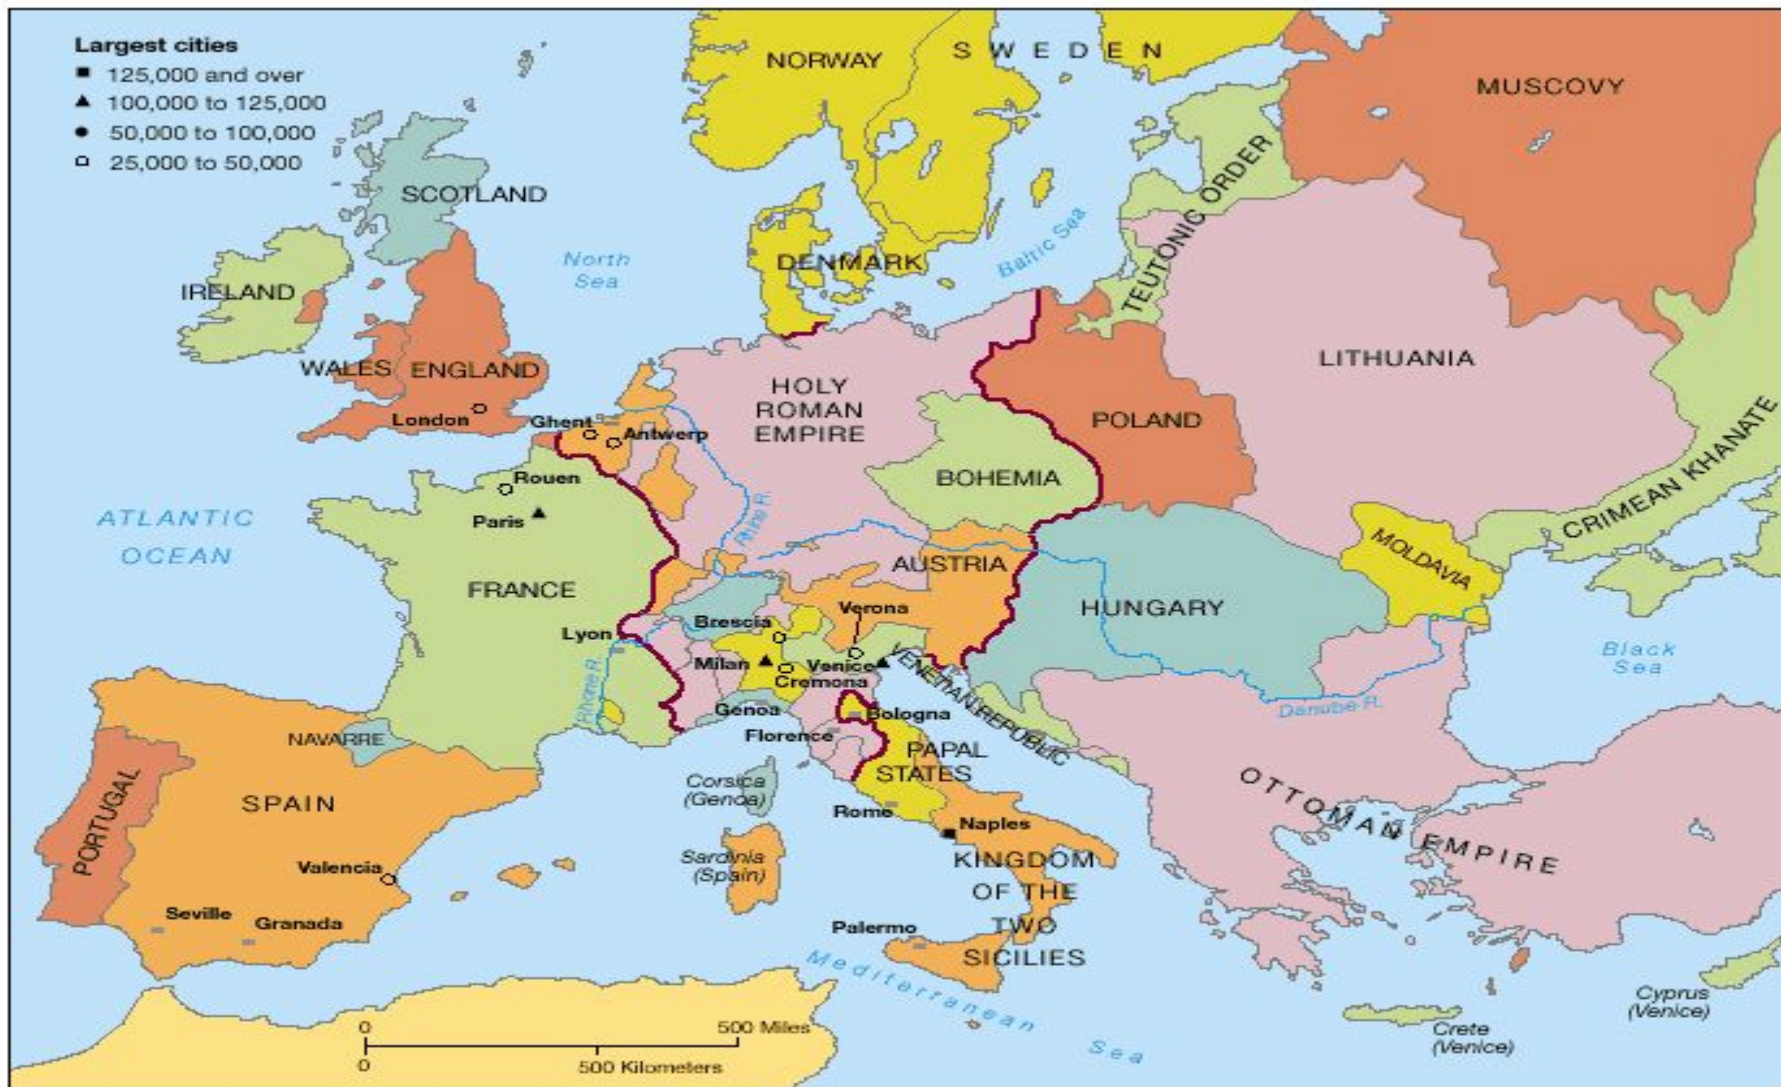 Largest cities
125,000 and over
100,000 to 125,000
50,000 to 100,000
25,000 to 50,000
NORWAY
SWEDEN
MUSCOVY
SCOTLAND
North
Sea
DENMARK
Baltic Sea
TEUTONIC ORDER
IRELAND
WALES
ENGLAND
London
HOLY
ROMAN
EMPIRE
LITHUANIA
POLAND
Ghent
Antwerp
BOHEMIA
Rouen
Paris
Rhine R.
ATLANTIC
OCEAN
CRIMEAN KHANATE
MOLDAVIA
AUSTRIA
FRANCE
HUNGARY
Verona
Brescia
Lyon
Milan
Venice
Cremona
VENETIAN REPUBLIC
Black
Sea
Rhone R.
Genoa
Bologna
Danube R.
Florence
NAVARRE
PAPAL
STATES
Corsica
(Genoa)
OTTOMAN EMPIRE
PORTUGAL
SPAIN
Rome
Naples
Valencia
Sardinia
(Spain)
KINGDOM
OF THE
TWO
SICILIES
Seville
Granada
Palermo
Mediterranean
Sea
Cyprus
(Venice)
Crete
(Venice)
0
500 Miles
0
500 Kilometers